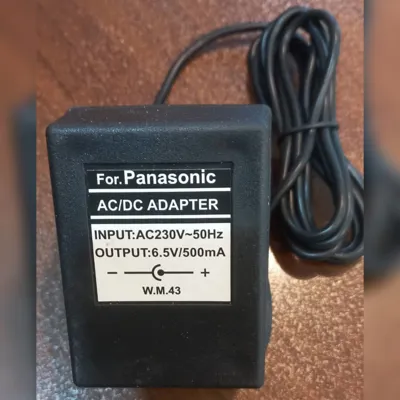 For.Panasonic
AC/DC ADAPTER
INPUT:AC230V~50Hz
OUTPUT:6.5V/500mA
- +
W.M.43